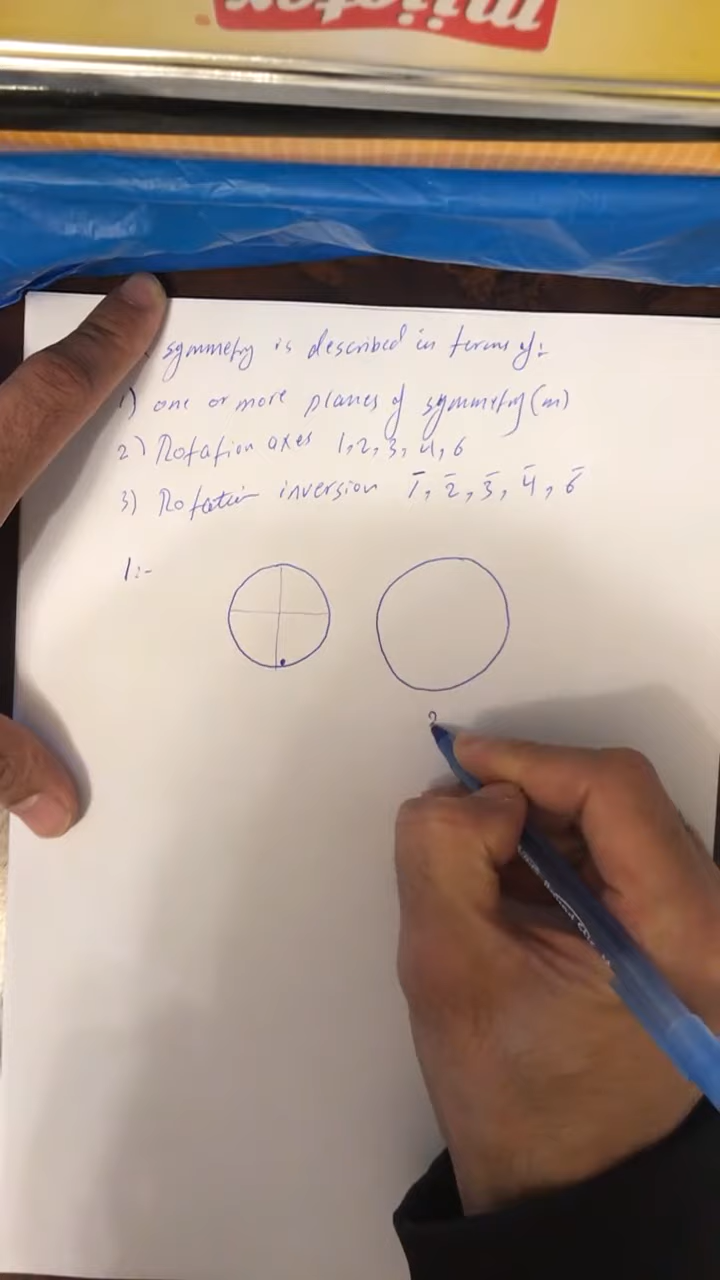 symmetry is described in terms of:
1) one or more planes of symmetry (m)
2) Rotation axes 1, 2, 3, 4, 6
3) Rotation inversion 1̄, 2̄, 3̄, 4̄, 6̄
1:-
2